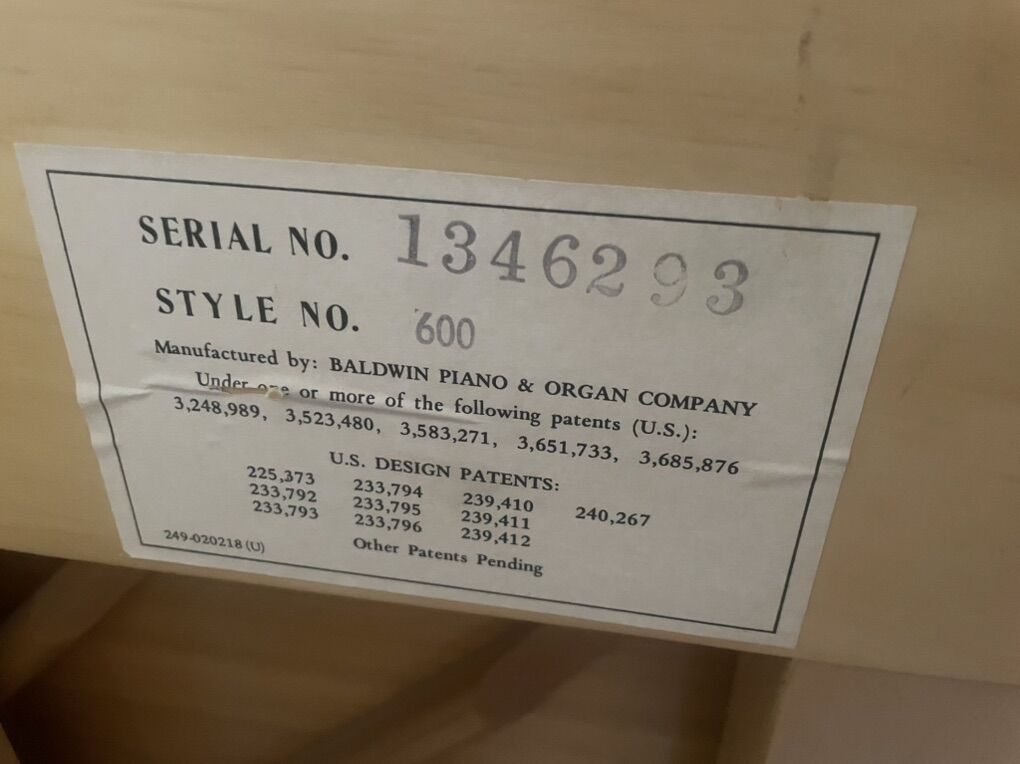 SERIAL NO. 1346293
STYLE NO. 600
Manufactured by: BALDWIN PIANO & ORGAN COMPANY
Under one or more of the following patents (U.S.):
3,248,989, 3,523,480, 3,583,271, 3,651,733, 3,685,876
U.S. DESIGN PATENTS:
225,373 233,794 239,410 240,267
233,792 233,795 239,411
233,793 233,796 239,412
249-020218 (U) Other Patents Pending